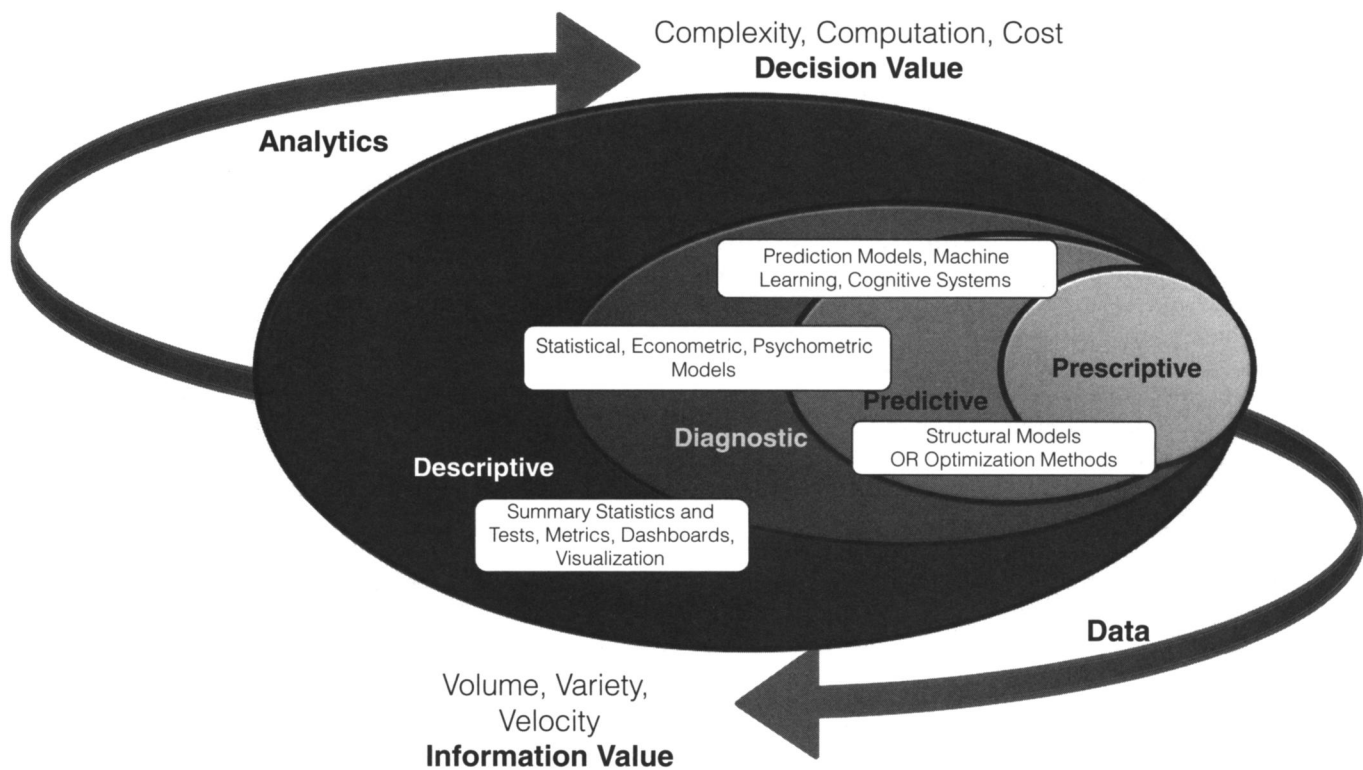 Complexity, Computation, Cost
Decision Value
Analytics
Prediction Models, Machine
Learning, Cognitive Systems
Statistical, Econometric, Psychometric
Models
Prescriptive
Predictive
Diagnostic
Structural Models
OR Optimization Methods
Descriptive
Summary Statistics and
Tests, Metrics, Dashboards,
Visualization
Data
Volume, Variety,
Velocity
Information Value